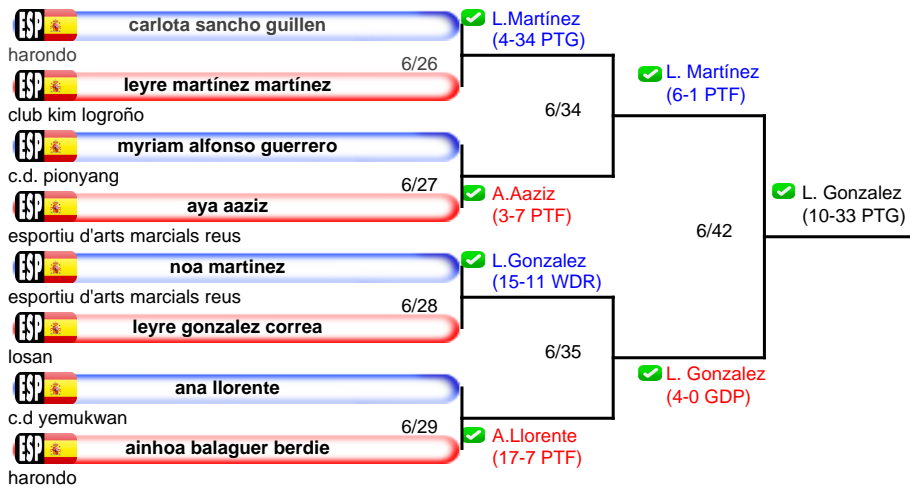 ESP carlota sancho guillen
harondo
6/26
ESP leyre martínez martínez
club kim logroño
L.Martínez
(4-34 PTG)
ESP myriam alfonso guerrero
c.d. pionyang
6/27
ESP aya aaziz
esportiu d'arts marcials reus
A.Aaziz
(3-7 PTF)
6/34
L. Martínez
(6-1 PTF)
ESP noa martinez
esportiu d'arts marcials reus
6/28
ESP leyre gonzalez correa
losan
L.Gonzalez
(15-11 WDR)
ESP ana llorente
c.d yemukwan
6/29
ESP ainhoa balaguer berdie
harondo
A.Llorente
(17-7 PTF)
6/35
L. Gonzalez
(4-0 GDP)
6/42
L. Gonzalez
(10-33 PTG)